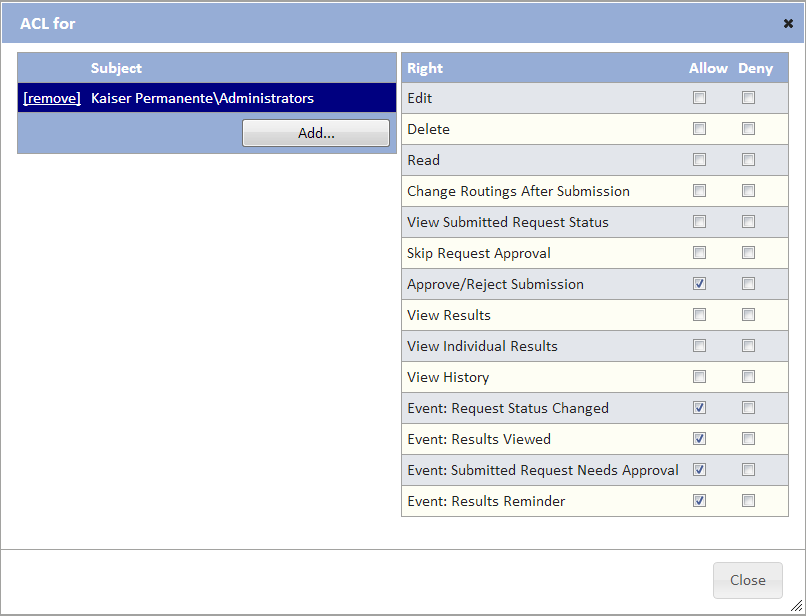 ACL for
Subject
[remove] Kaiser Permanente\Administrators
Add...
Right Allow Deny
Edit
Delete
Read
Change Routings After Submission
View Submitted Request Status
Skip Request Approval
Approve/Reject Submission
View Results
View Individual Results
View History
Event: Request Status Changed
Event: Results Viewed
Event: Submitted Request Needs Approval
Event: Results Reminder
Close